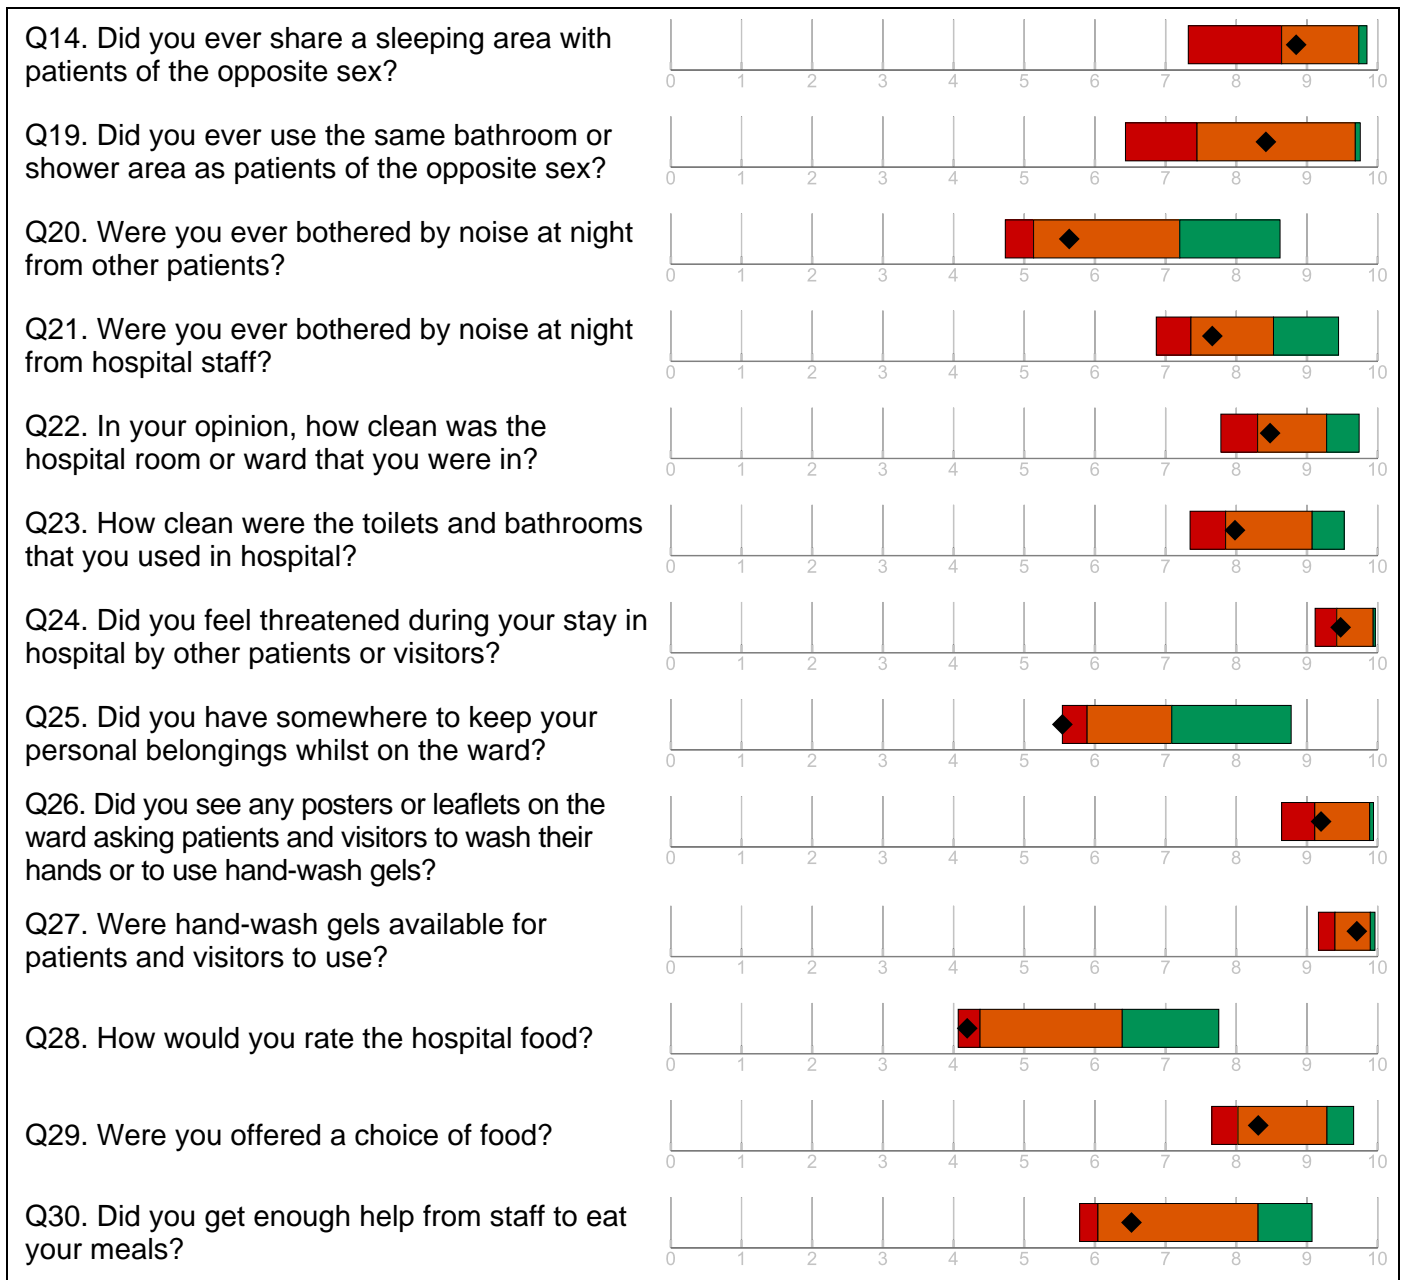 Q14. Did you ever share a sleeping area with
patients of the opposite sex?
0 1 2 3 4 5 6 7 8 9 10
Q19. Did you ever use the same bathroom or
shower area as patients of the opposite sex?
0 1 2 3 4 5 6 7 8 9 10
Q20. Were you ever bothered by noise at night
from other patients?
0 1 2 3 4 5 6 7 8 9 10
Q21. Were you ever bothered by noise at night
from hospital staff?
0 1 2 3 4 5 6 7 8 9 10
Q22. In your opinion, how clean was the
hospital room or ward that you were in?
0 1 2 3 4 5 6 7 8 9 10
Q23. How clean were the toilets and bathrooms
that you used in hospital?
0 1 2 3 4 5 6 7 8 9 10
Q24. Did you feel threatened during your stay in
hospital by other patients or visitors?
0 1 2 3 4 5 6 7 8 9 10
Q25. Did you have somewhere to keep your
personal belongings whilst on the ward?
0 1 2 3 4 5 6 7 8 9 10
Q26. Did you see any posters or leaflets on the
ward asking patients and visitors to wash their
hands or to use hand-wash gels?
0 1 2 3 4 5 6 7 8 9 10
Q27. Were hand-wash gels available for
patients and visitors to use?
0 1 2 3 4 5 6 7 8 9 10
Q28. How would you rate the hospital food?
0 1 2 3 4 5 6 7 8 9 10
Q29. Were you offered a choice of food?
0 1 2 3 4 5 6 7 8 9 10
Q30. Did you get enough help from staff to eat
your meals?
0 1 2 3 4 5 6 7 8 9 10